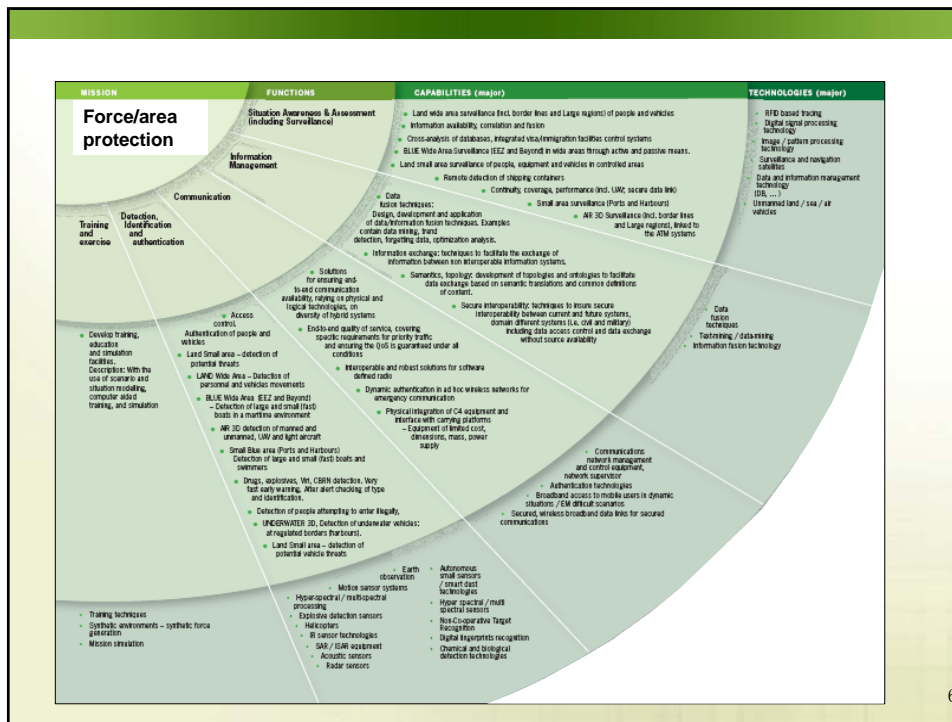 MISSION
FUNCTIONS
CAPABILITIES (major)
TECHNOLOGIES (major)
Force/area
protection
Situation Awareness & Assessment
(including Surveillance)
Information
Management
Communication
Detection,
Identification
and
authentication
Training
and
exercise
Land wide area surveillance (incl. border lines and Large regions) of people and vehicles
Information availability, correlation and fusion
Cross-analysis of databases, integrated visa/immigration facilities control systems
BLUE Wide Area Surveillance (EEZ and Beyond) in wide areas through active and passive means.
Land small area surveillance of people, equipment and vehicles in controlled areas
Remote detection of shipping containers
Continuity, coverage, performance (incl. UAV; secure data link)
Small area surveillance (Ports and Harbours)
AIR 3D Surveillance (incl. border lines
and Large regions), linked to
the ATM systems
Data
fusion techniques:
Design, development and application
of data/information fusion techniques. Examples
contain data mining, trend
detection, forgetting data, optimization analysis.
Information exchange: techniques to facilitate the exchange of
information between non interoperable information systems.
Semantics, topology: development of topologies and ontologies to facilitate
data exchange based on semantic translations and common definitions
of content.
Secure interoperability: techniques to insure secure
interoperability between current and future systems,
domain different systems (i.e. civil and military)
including data access control and data exchange
without source availability
Solutions
for ensuring end-
to-end communication
availability, relying on physical and
logical technologies, on
diversity of hybrid systems
End-to-end quality of service, covering
specific requirements for priority traffic
and ensuring the QoS is guaranteed under all
conditions
Interoperable and robust solutions for software
defined radio
Dynamic authentication in ad hoc wireless networks for
emergency communication
Physical integration of C4 equipment and
interface with carrying platforms
– Equipment of limited cost,
dimensions, mass, power
supply
Access
control.
Authentication of people and
vehicles
Land Small area – detection of
potential threats
LAND Wide Area – Detection of
personnel and vehicles movements
BLUE Wide Area (EEZ and Beyond)
– Detection of large and small (fast)
boats in a maritime environment
AIR 3D detection of manned and
unmanned, UAV and light aircraft
Small Blue area (Ports and Harbours)
Detection of large and small (fast) boats and
swimmers
Drugs, explosives, CBRN detection. Very
fast early warning. After alert checking of type
and identification.
Detection of people attempting to enter illegally,
UNDERWATER 3D, Detection of underwater vehicles:
at regulated borders (harbours).
Land Small area – detection of
potential vehicle threats
Develop training,
education
and simulation
facilities.
Description: With the
use of scenario and
situation modelling,
computer aided
training, and simulation
RFID based tracing
Digital signal processing
technology
Image / pattern processing
technology
Surveillance and navigation
satellites
Data and information management
technology
(DB, ...)
Unmanned land / sea / air
vehicles
Data
fusion
techniques
Text-mining / data-mining
Information fusion technology
Communications
network management
and control equipment,
network supervisor
Authentication technologies
Broadband access to mobile users in dynamic
situations / EM difficult scenarios
Secured, wireless broadband data links for secured
communications
Earth
observation
Motion sensor systems
Hyper-spectral / multi-spectral
processing
Explosive detection sensors
Helicopters
IR sensor technologies
SAR / ISAR equipment
Acoustic sensors
Radar sensors
Autonomous
small sensors
/ smart dust
technologies
Hyper spectral / multi
spectral sensors
Non-Co-operative Target
Recognition
Digital fingerprints recognition
Chemical and biological
detection technologies
Training techniques
Synthetic environments – synthetic force
generation
Mission simulation
6